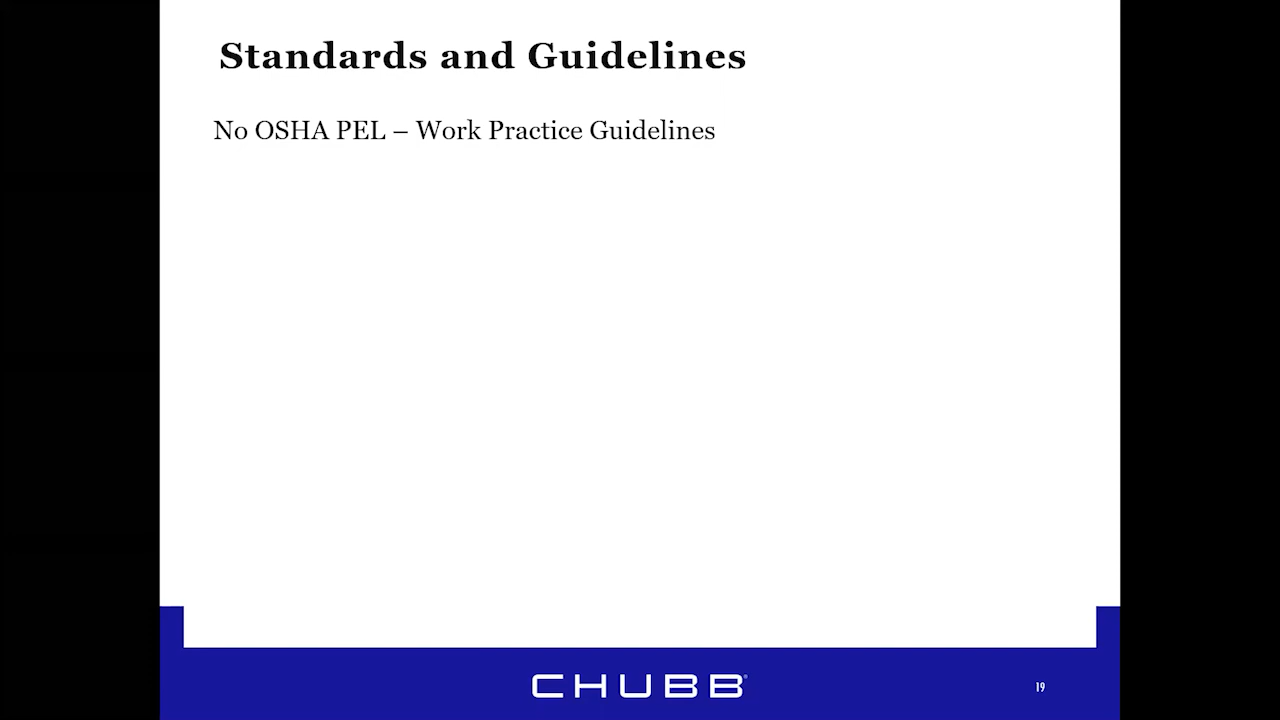 Standards and Guidelines
No OSHA PEL – Work Practice Guidelines
CHUBB®
19